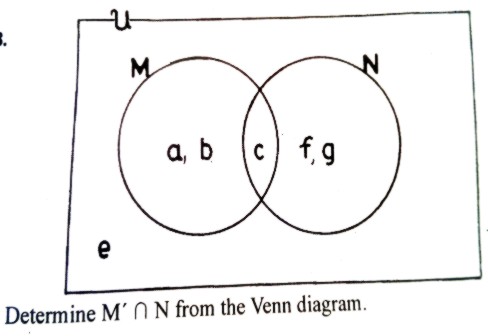 3.
U
M N
a, b c f, g
e
Determine M′ ∩ N from the Venn diagram.